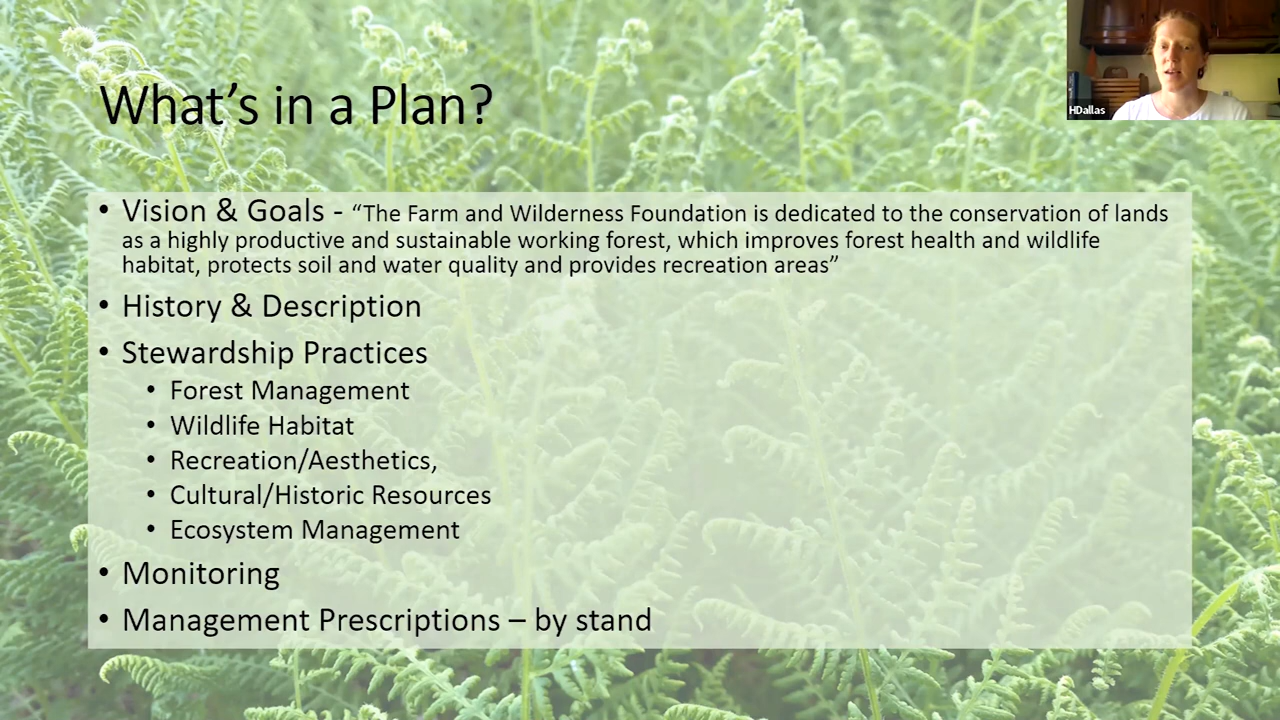 What's in a Plan?
HDallas
• Vision & Goals - “The Farm and Wilderness Foundation is dedicated to the conservation of lands
as a highly productive and sustainable working forest, which improves forest health and wildlife
habitat, protects soil and water quality and provides recreation areas”
• History & Description
• Stewardship Practices
• Forest Management
• Wildlife Habitat
• Recreation/Aesthetics,
• Cultural/Historic Resources
• Ecosystem Management
• Monitoring
• Management Prescriptions – by stand